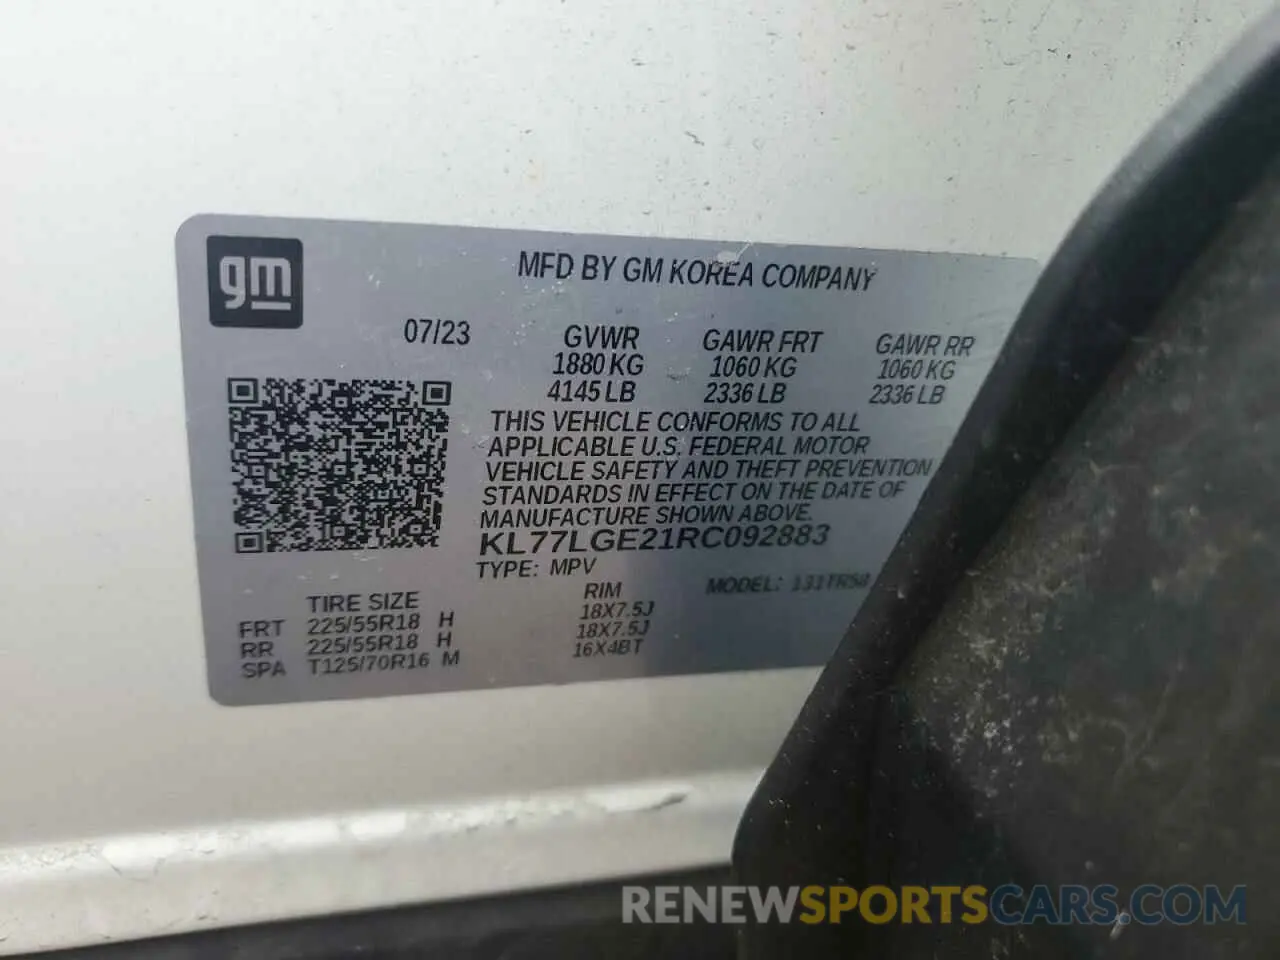 gm
MFD BY GM KOREA COMPANY
07/23
GVWR GAWR FRT GAWR RR
1880 KG 1060 KG 1060 KG
4145 LB 2336 LB 2336 LB
THIS VEHICLE CONFORMS TO ALL
APPLICABLE U.S. FEDERAL MOTOR
VEHICLE SAFETY AND THEFT PREVENTION
STANDARDS IN EFFECT ON THE DATE OF
MANUFACTURE SHOWN ABOVE.
KL77LGE21RC092883
TYPE: MPV MODEL:
TIRE SIZE RIM
FRT 225/55R18 H 18X7.5J
RR 225/55R18 H 18X7.5J
SPA T125/70R16 M 16X4BT
RENEWSPORTSCARS.COM